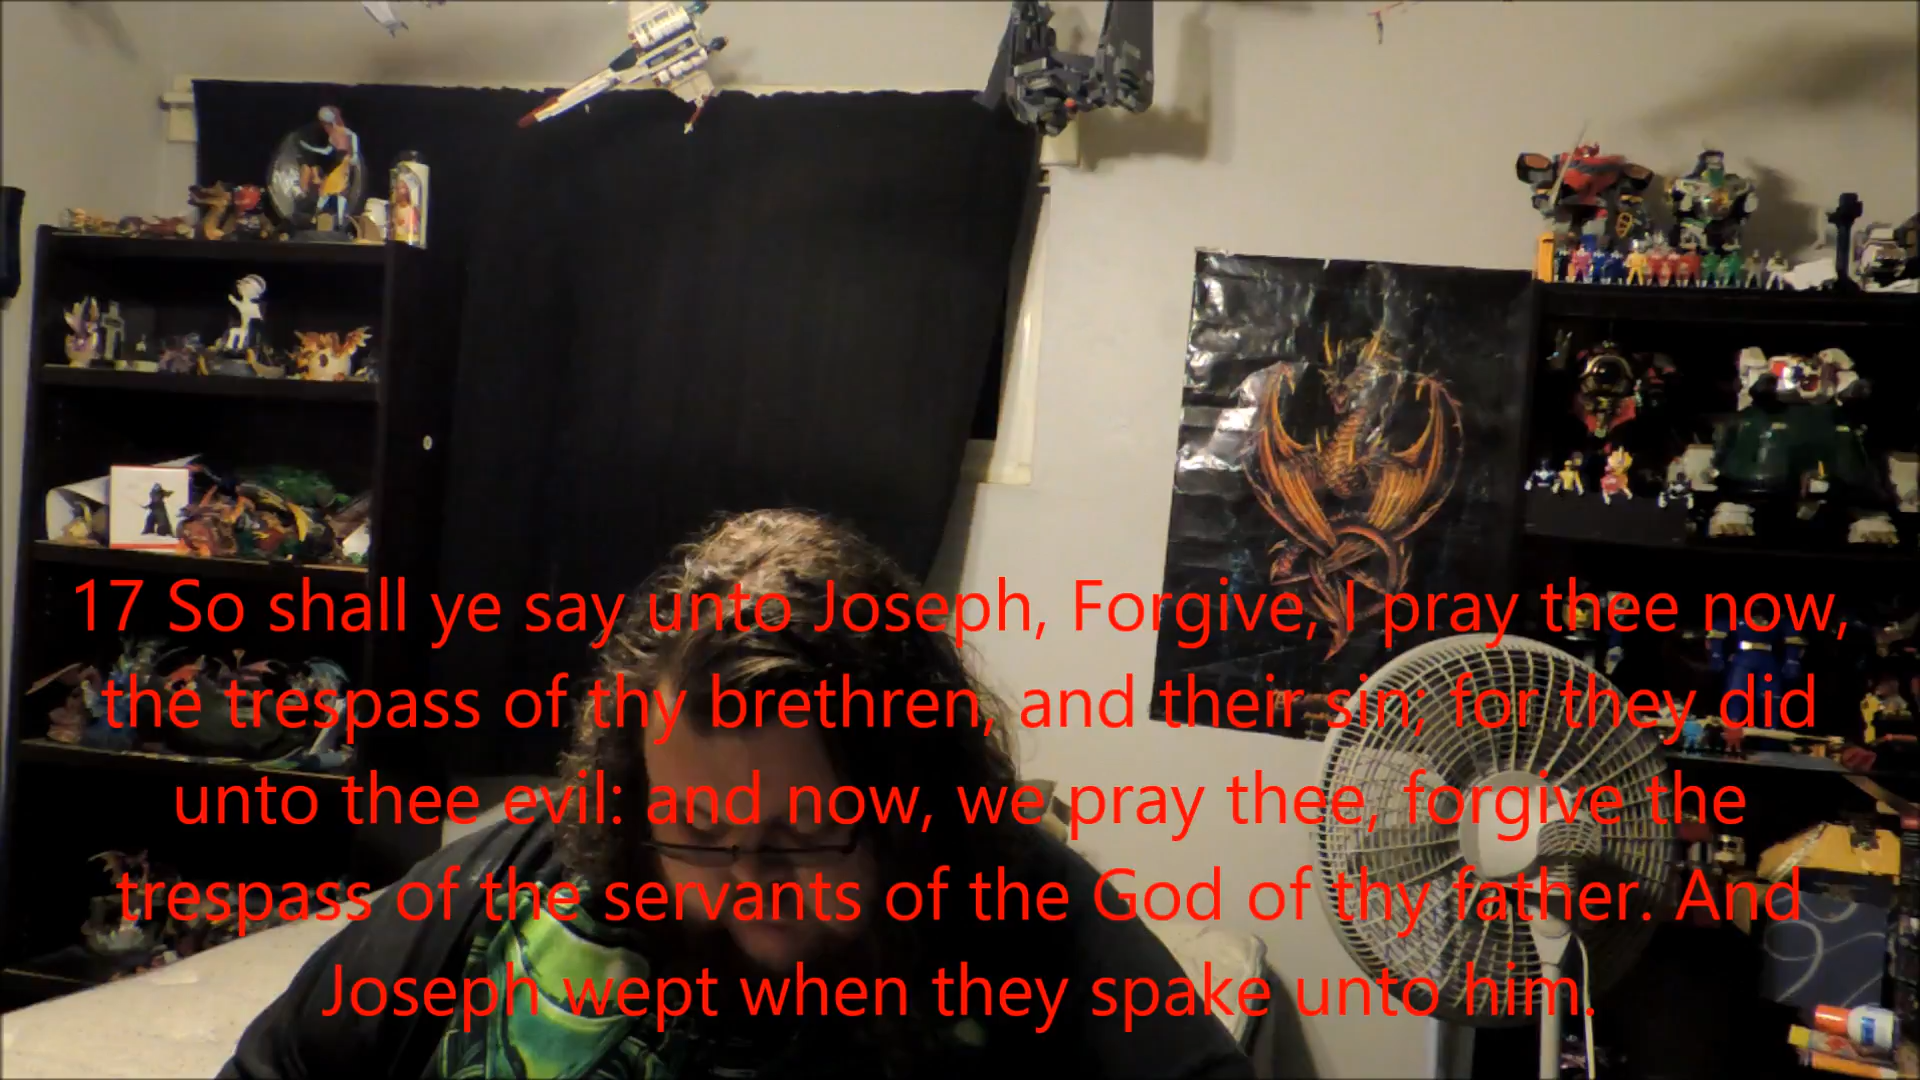 17 So shall ye say unto Joseph, Forgive, I pray thee now,
the trespass of thy brethren, and their sin; for they did
unto thee evil: and now, we pray thee, forgive the
trespass of the servants of the God of thy father. And
Joseph wept when they spake unto him.